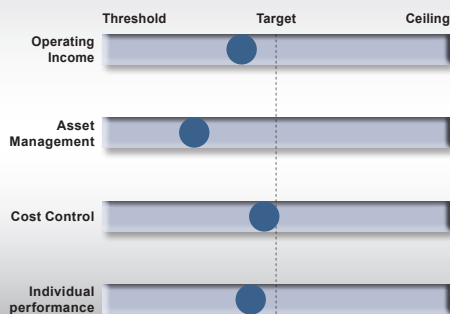 Threshold Target Ceiling
Operating
Income
Asset
Management
Cost Control
Individual
performance